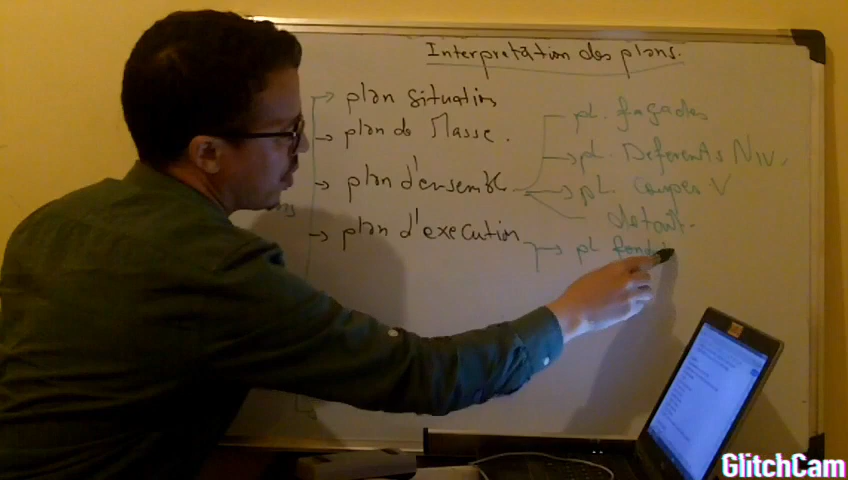 Interpretation des plans.
plan situation
plan de Masse.
plan d'ensemble
plan d'execution
pl. façades
pl. Deferents Niv.
pl. coupes V
detail.
pl fond
GlitchCam